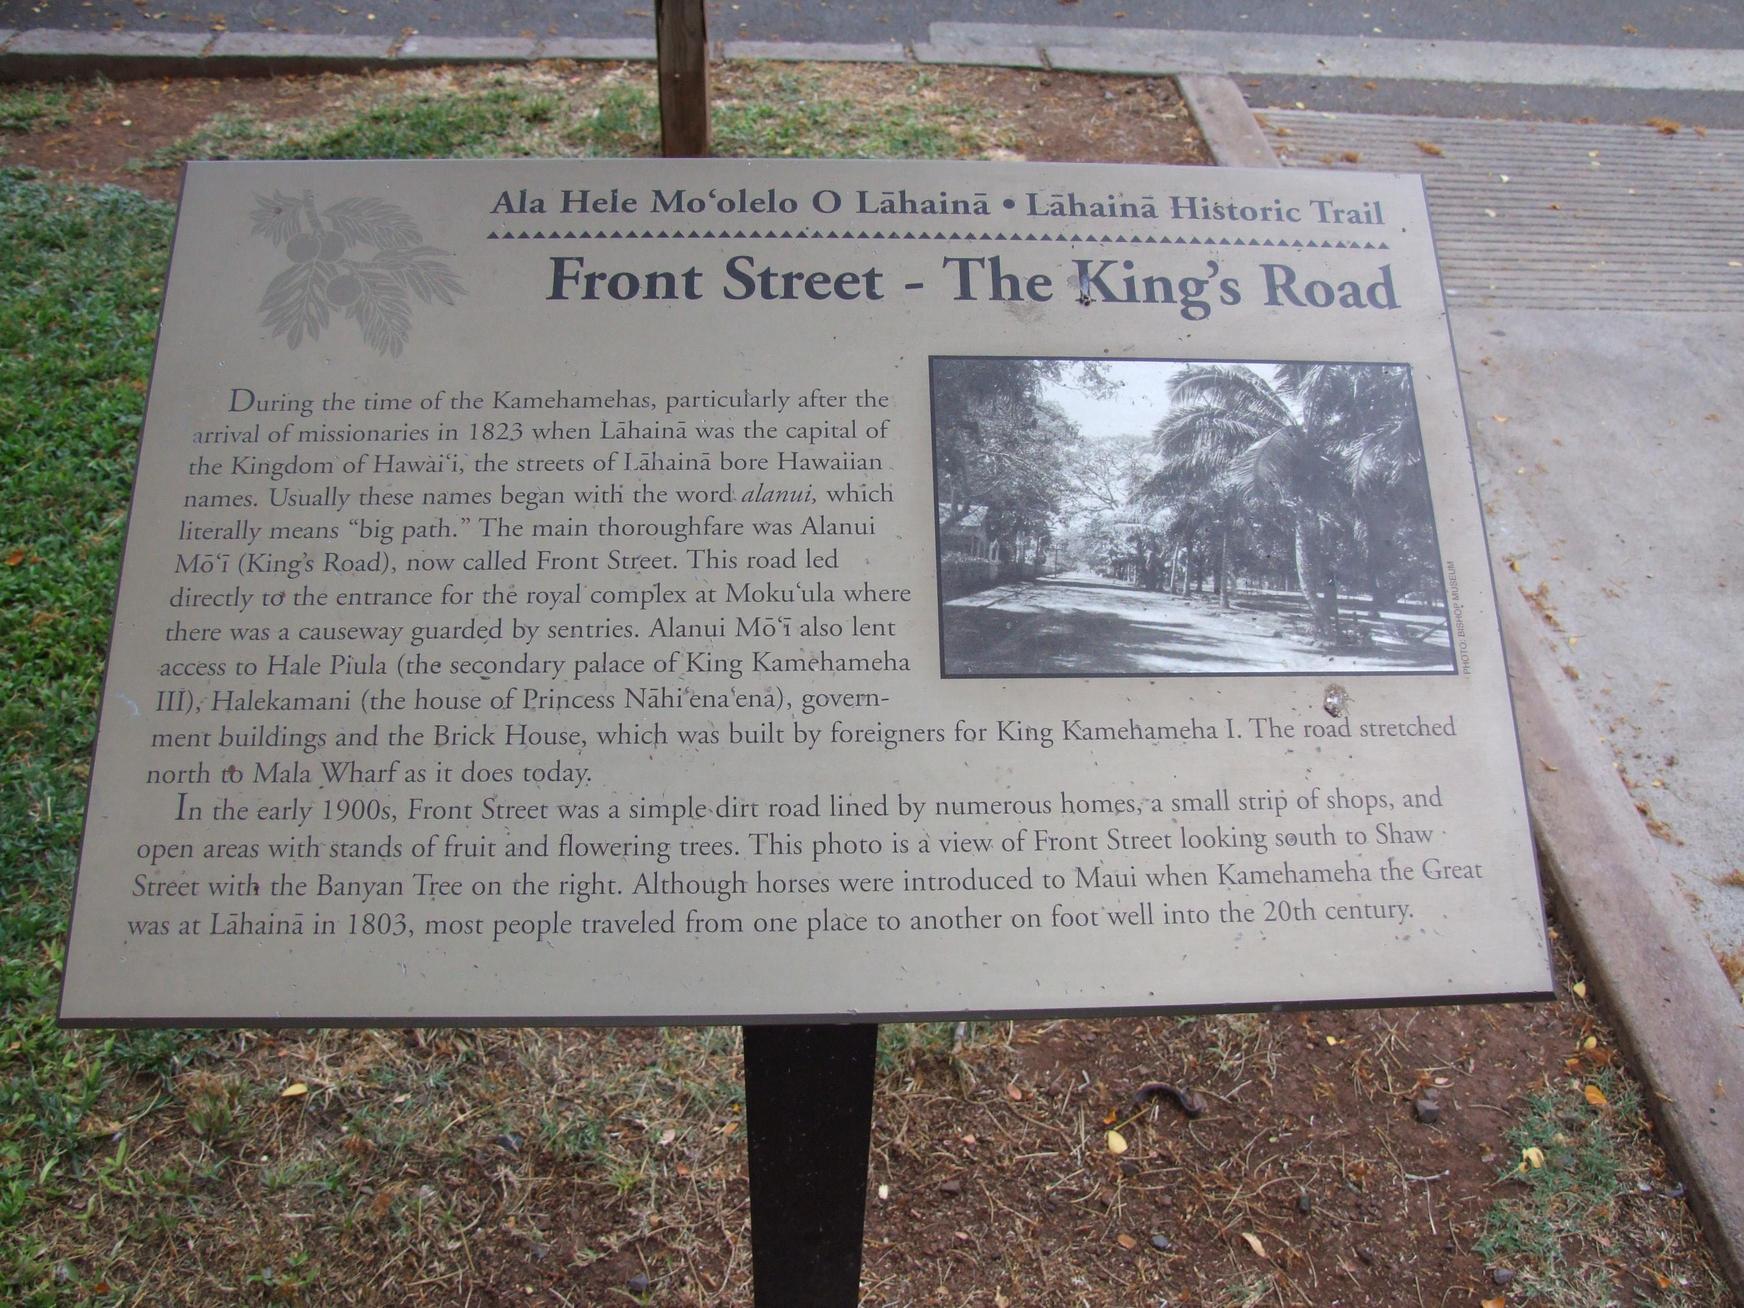 Ala Hele Mo‘olelo O Lāhainā • Lāhainā Historic Trail
Front Street - The King's Road
During the time of the Kamehamehas, particularly after the
arrival of missionaries in 1823 when Lāhainā was the capital of
the Kingdom of Hawai‘i, the streets of Lāhainā bore Hawaiian
names. Usually these names began with the word alanui, which
literally means “big path.” The main thoroughfare was Alanui
Mō‘ī (King's Road), now called Front Street. This road led
directly to the entrance for the royal complex at Moku‘ula where
there was a causeway guarded by sentries. Alanui Mō‘ī also lent
access to Hale Piula (the secondary palace of King Kamehameha
III), Halekamani (the house of Princess Nāhi‘ena‘ena), govern-
ment buildings and the Brick House, which was built by foreigners for King Kamehameha I. The road stretched
north to Mala Wharf as it does today.
In the early 1900s, Front Street was a simple dirt road lined by numerous homes, a small strip of shops, and
open areas with stands of fruit and flowering trees. This photo is a view of Front Street looking south to Shaw
Street with the Banyan Tree on the right. Although horses were introduced to Maui when Kamehameha the Great
was at Lāhainā in 1803, most people traveled from one place to another on foot well into the 20th century.
PHOTO: BISHOP MUSEUM